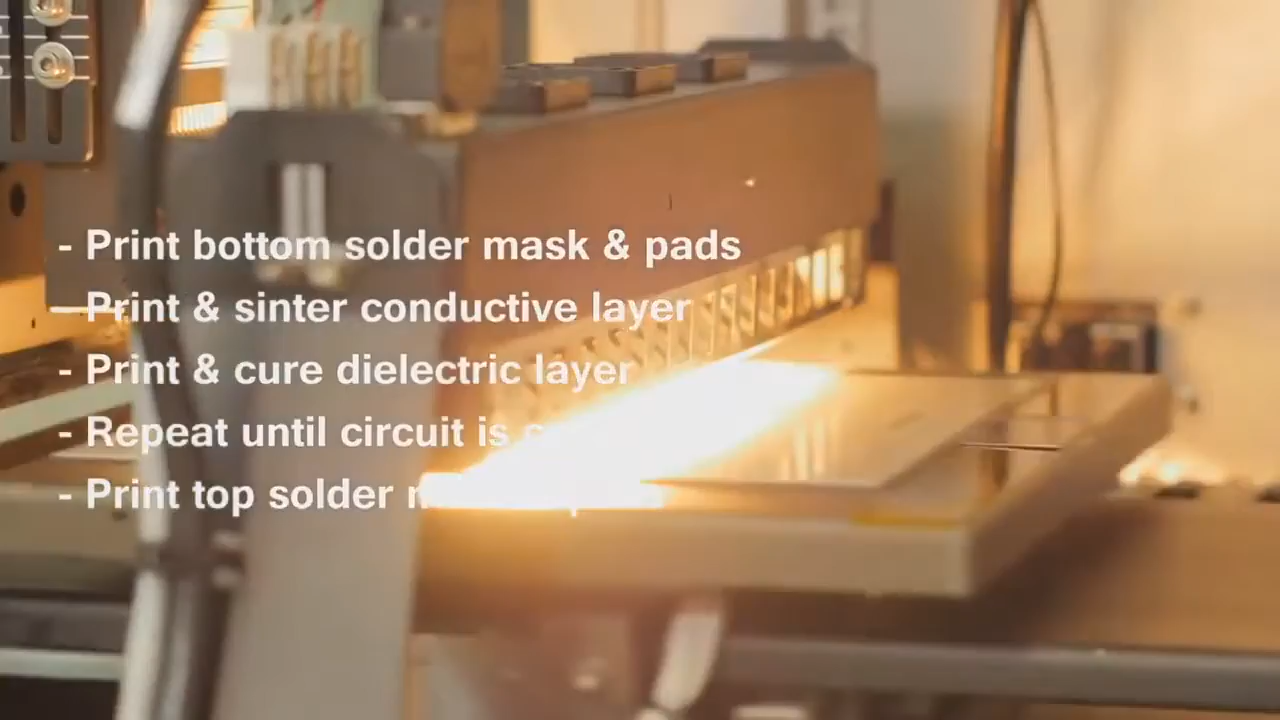 - Print bottom solder mask & pads
- Print & sinter conductive layer
- Print & cure dielectric layer
- Repeat until circuit is
- Print top solder